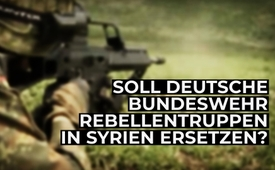 SOLL DEUTSCHE
BUNDESWEHR
REBELLENTRUPPEN
IN SYRIEN ERSETZEN?